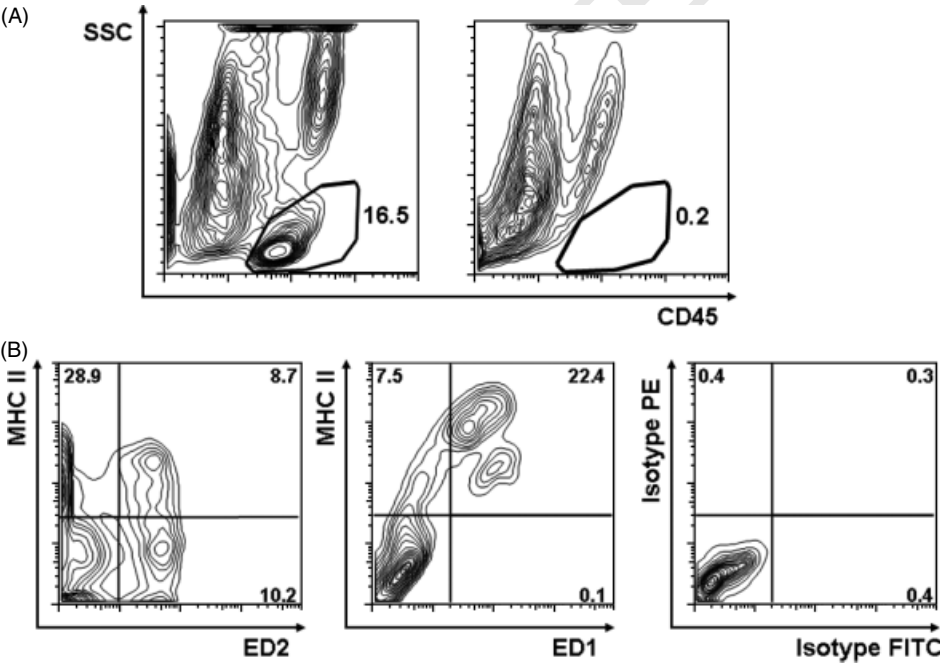 (A)
SSC
16.5
0.2
CD45
(B)
MHC II
28.9
8.7
10.2
ED2
MHC II
7.5
22.4
0.1
ED1
Isotype PE
0.4
0.3
0.4
Isotype FITC